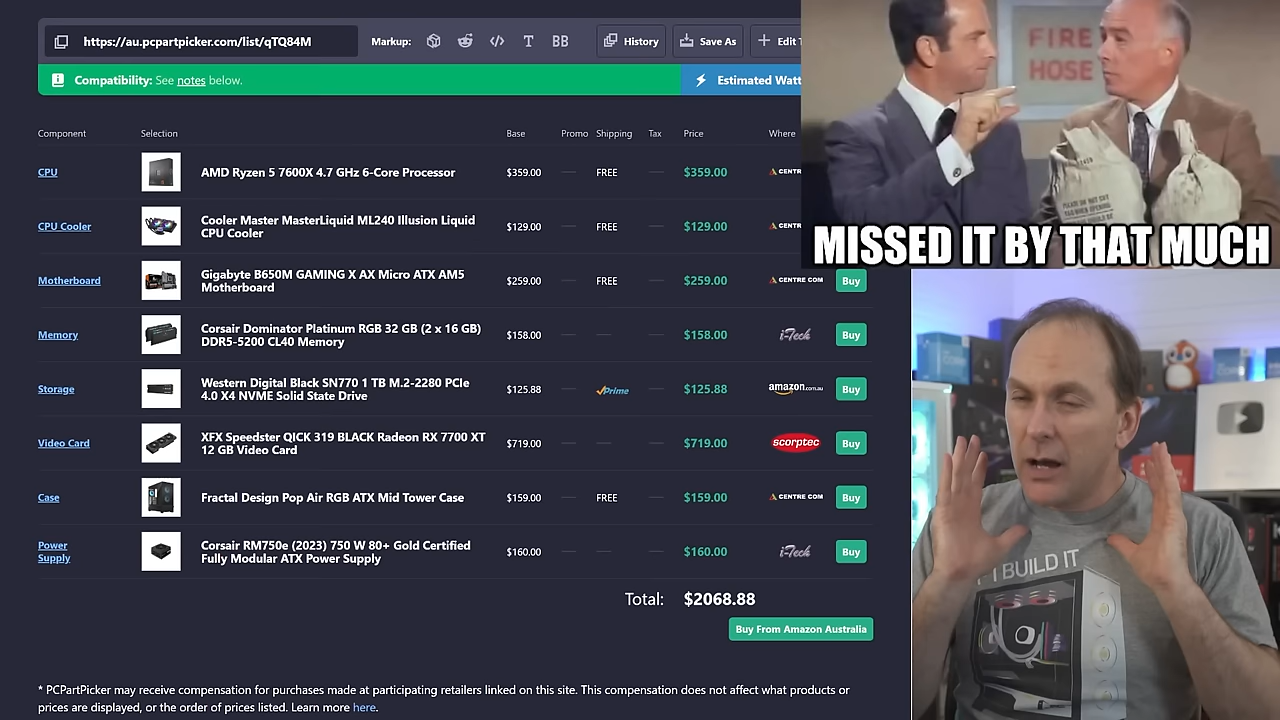 https://au.pcpartpicker.com/list/qTQ84M
Markup:
T
BB
History
Save As
Edit
Compatibility: See notes below.
Estimated Watt
Component Selection Base Promo Shipping Tax Price Where
CPU AMD Ryzen 5 7600X 4.7 GHz 6-Core Processor $359.00 — FREE — $359.00 CENTRE
CPU Cooler Cooler Master MasterLiquid ML240 Illusion Liquid
CPU Cooler $129.00 — FREE — $129.00 CENTRE
Motherboard Gigabyte B650M GAMING X AX Micro ATX AM5
Motherboard $259.00 — FREE — $259.00 CENTRE COM Buy
Memory Corsair Dominator Platinum RGB 32 GB (2 x 16 GB)
DDR5-5200 CL40 Memory $158.00 — — — $158.00 i-Tech Buy
Storage Western Digital Black SN770 1 TB M.2-2280 PCIe
4.0 X4 NVME Solid State Drive $125.88 — Prime — $125.88 amazon.com.au Buy
Video Card XFX Speedster QICK 319 BLACK Radeon RX 7700 XT
12 GB Video Card $719.00 — — — $719.00 scorptec Buy
Case Fractal Design Pop Air RGB ATX Mid Tower Case $159.00 — FREE — $159.00 CENTRE COM Buy
Power
Supply Corsair RM750e (2023) 750 W 80+ Gold Certified
Fully Modular ATX Power Supply $160.00 — — — $160.00 i-Tech Buy
Total: $2068.88
Buy From Amazon Australia
* PCPartPicker may receive compensation for purchases made at participating retailers linked on this site. This compensation does not affect what products or
prices are displayed, or the order of prices listed. Learn more here.
FIRE
HOSE
MISSED IT BY THAT MUCH
I BUILD IT